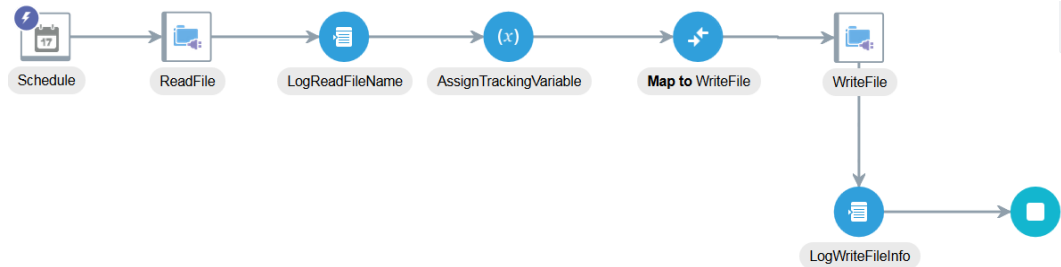 17
Schedule
ReadFile
LogReadFileName
(x)
AssignTrackingVariable
Map to WriteFile
WriteFile
LogWriteFileInfo